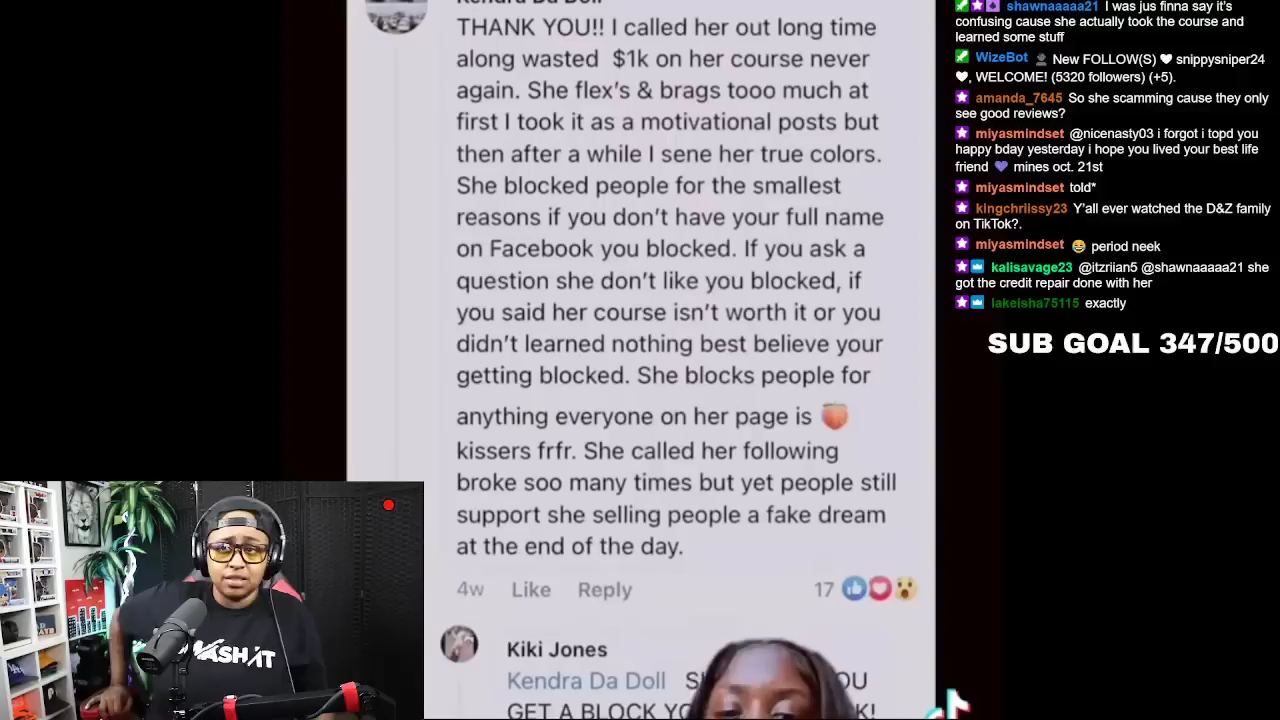 Kendra Da Doll
THANK YOU!! I called her out long time
along wasted $1k on her course never
again. She flex's & brags tooo much at
first I took it as a motivational posts but
then after a while I sene her true colors.
She blocked people for the smallest
reasons if you don't have your full name
on Facebook you blocked. If you ask a
question she don't like you blocked, if
you said her course isn't worth it or you
didn't learned nothing best believe your
getting blocked. She blocks people for
anything everyone on her page is 🍑
kissers frfr. She called her following
broke soo many times but yet people still
support she selling people a fake dream
at the end of the day.
4w Like Reply 17
Kiki Jones
Kendra Da Doll
GET A BLOCK
shawnaaaaa21 I was jus finna say it's
confusing cause she actually took the course and
learned some stuff
WizeBot New FOLLOW(S) snippysniper24
, WELCOME! (5320 followers) (+5).
amanda_7645 So she scamming cause they only
see good reviews?
miyasmindset @nicenasty03 i forgot i topd you
happy bday yesterday i hope you lived your best life
friend 💜 mines oct. 21st
miyasmindset told*
kingchriissy23 Y'all ever watched the D&Z family
on TikTok?.
miyasmindset 😂 period neek
kalisavage23 @itzriian5 @shawnaaaaa21 she
got the credit repair done with her
lakeisha75115 exactly
SUB GOAL 347/500